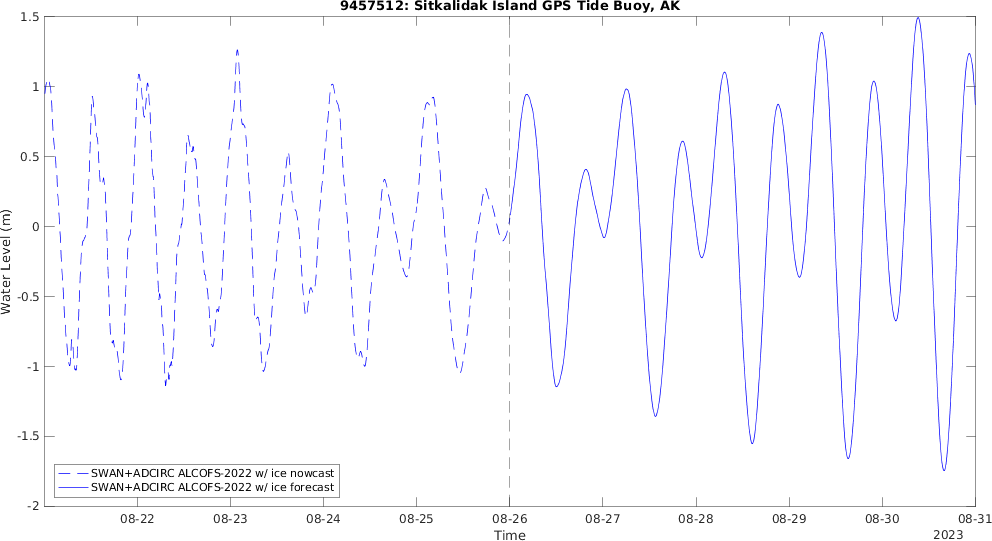 9457512: Sitkalidak Island GPS Tide Buoy, AK
1.5
1
0.5
0
-0.5
-1
-1.5
-2
Water Level (m)
SWAN+ADCIRC ALCOFS-2022 w/ ice nowcast
SWAN+ADCIRC ALCOFS-2022 w/ ice forecast
08-22 08-23 08-24 08-25 08-26 08-27 08-28 08-29 08-30 08-31
Time
2023